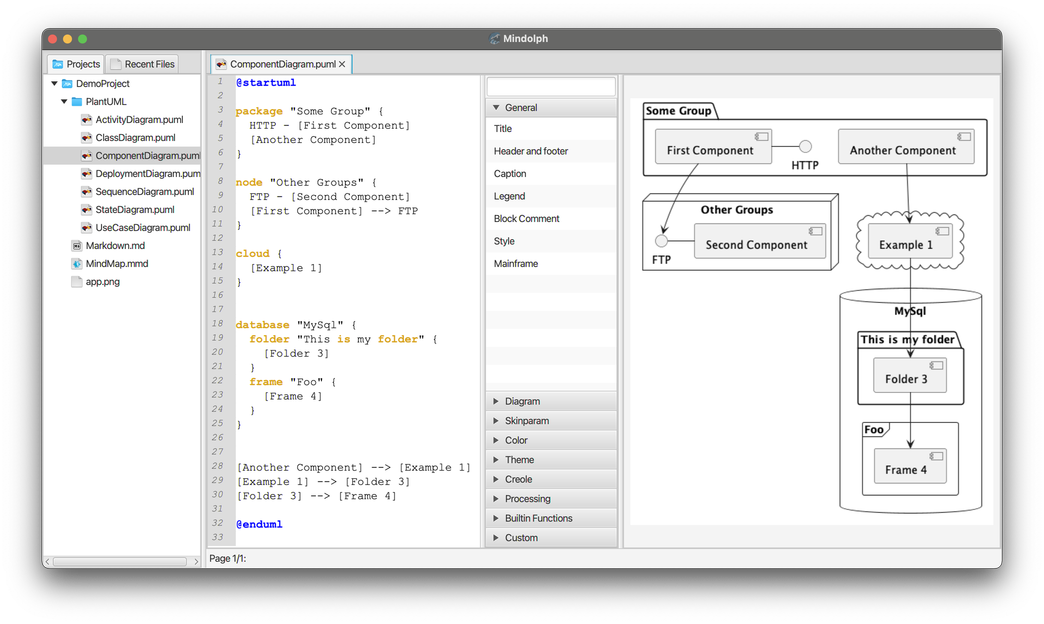 Mindolph
Projects
Recent Files
DemoProject
PlantUML
ActivityDiagram.puml
ClassDiagram.puml
ComponentDiagram.puml
DeploymentDiagram.pum
SequenceDiagram.puml
StateDiagram.puml
UseCaseDiagram.puml
Markdown.md
MindMap.mmd
app.png
ComponentDiagram.puml
1 @startuml
2
3 package "Some Group" {
4 HTTP - [First Component]
5 [Another Component]
6 }
7
8 node "Other Groups" {
9 FTP - [Second Component]
10 [First Component] --> FTP
11 }
12
13 cloud {
14 [Example 1]
15 }
16
17
18 database "MySql" {
19 folder "This is my folder" {
20 [Folder 3]
21 }
22 frame "Foo" {
23 [Frame 4]
24 }
25 }
26
27
28 [Another Component] --> [Example 1]
29 [Example 1] --> [Folder 3]
30 [Folder 3] --> [Frame 4]
31
32 @enduml
33
General
Title
Header and footer
Caption
Legend
Block Comment
Style
Mainframe
Diagram
Skinparam
Color
Theme
Creole
Processing
Builtin Functions
Custom
Some Group
First Component
HTTP
Another Component
Other Groups
FTP
Second Component
Example 1
MySql
This is my folder
Folder 3
Foo
Frame 4
Page 1/1: